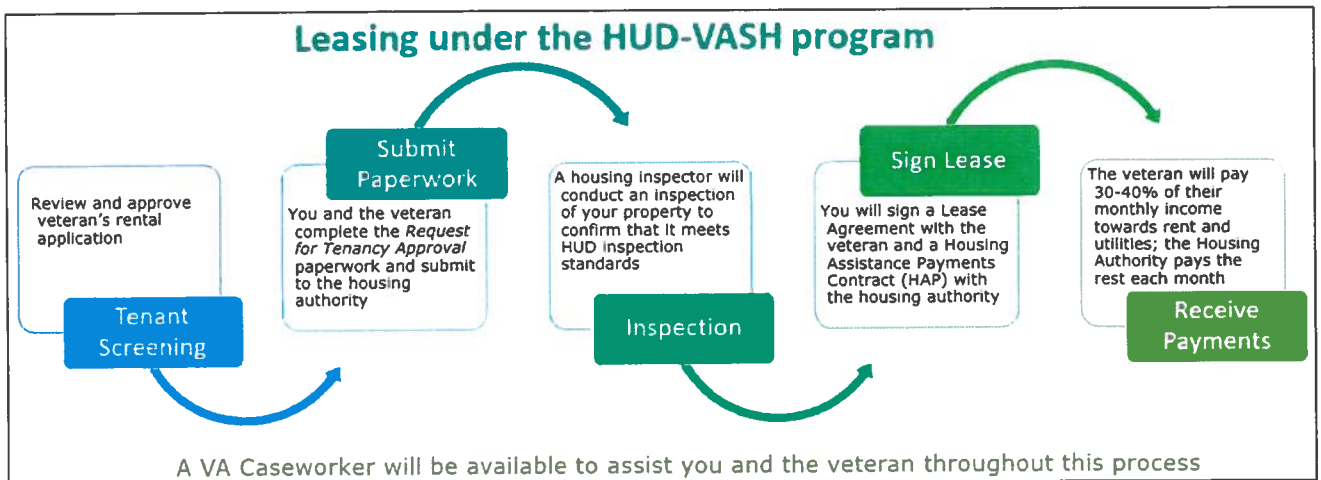 Leasing under the HUD-VASH program
Review and approve
veteran's rental
application
Tenant
Screening
Submit
Paperwork
You and the veteran
complete the Request
for Tenancy Approval
paperwork and submit
to the housing
authority
A housing inspector will
conduct an inspection
of your property to
confirm that it meets
HUD inspection
standards
Inspection
Sign Lease
You will sign a Lease
Agreement with the
veteran and a Housing
Assistance Payments
Contract (HAP) with
the housing authority
The veteran will pay
30-40% of their
monthly income
towards rent and
utilities; the Housing
Authority pays the
rest each month
Receive
Payments
A VA Caseworker will be available to assist you and the veteran throughout this process